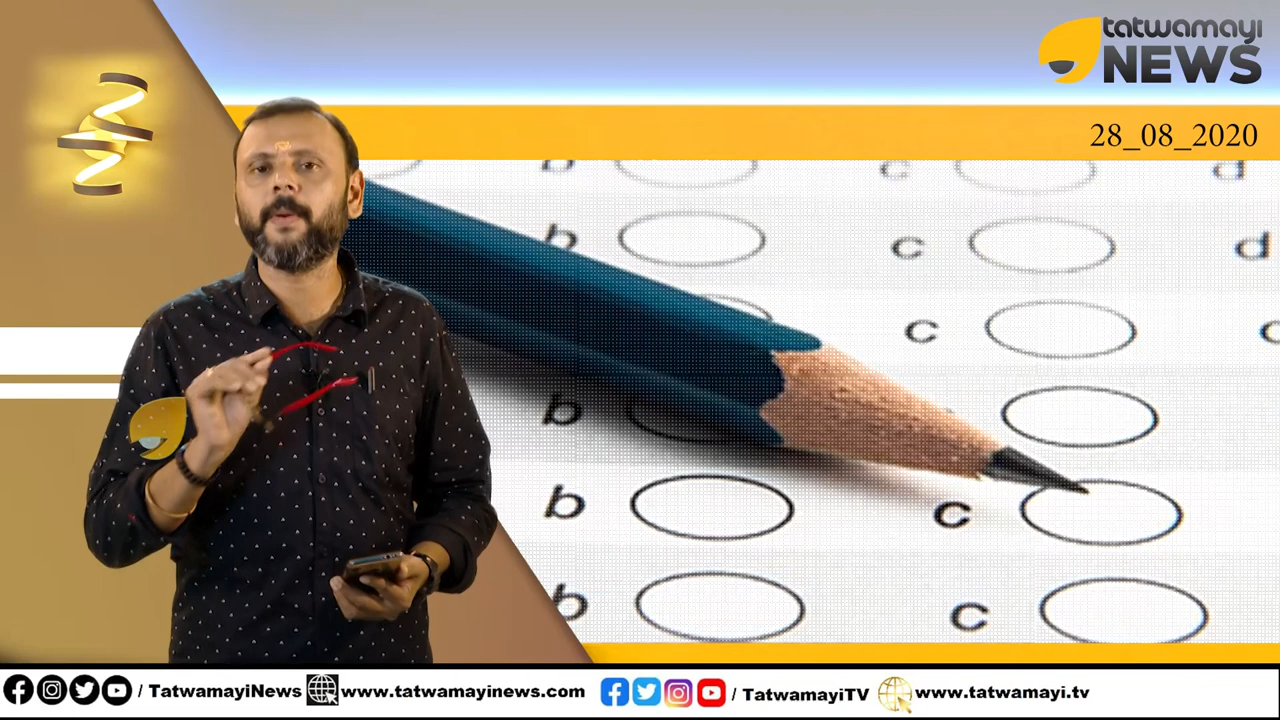 tatwamayi
NEWS
28_08_2020
b c d
b c d
c c
b
b c
b c
/ TatwamayiNews www.tatwamayinews.com / TatwamayiTV www.tatwamayi.tv